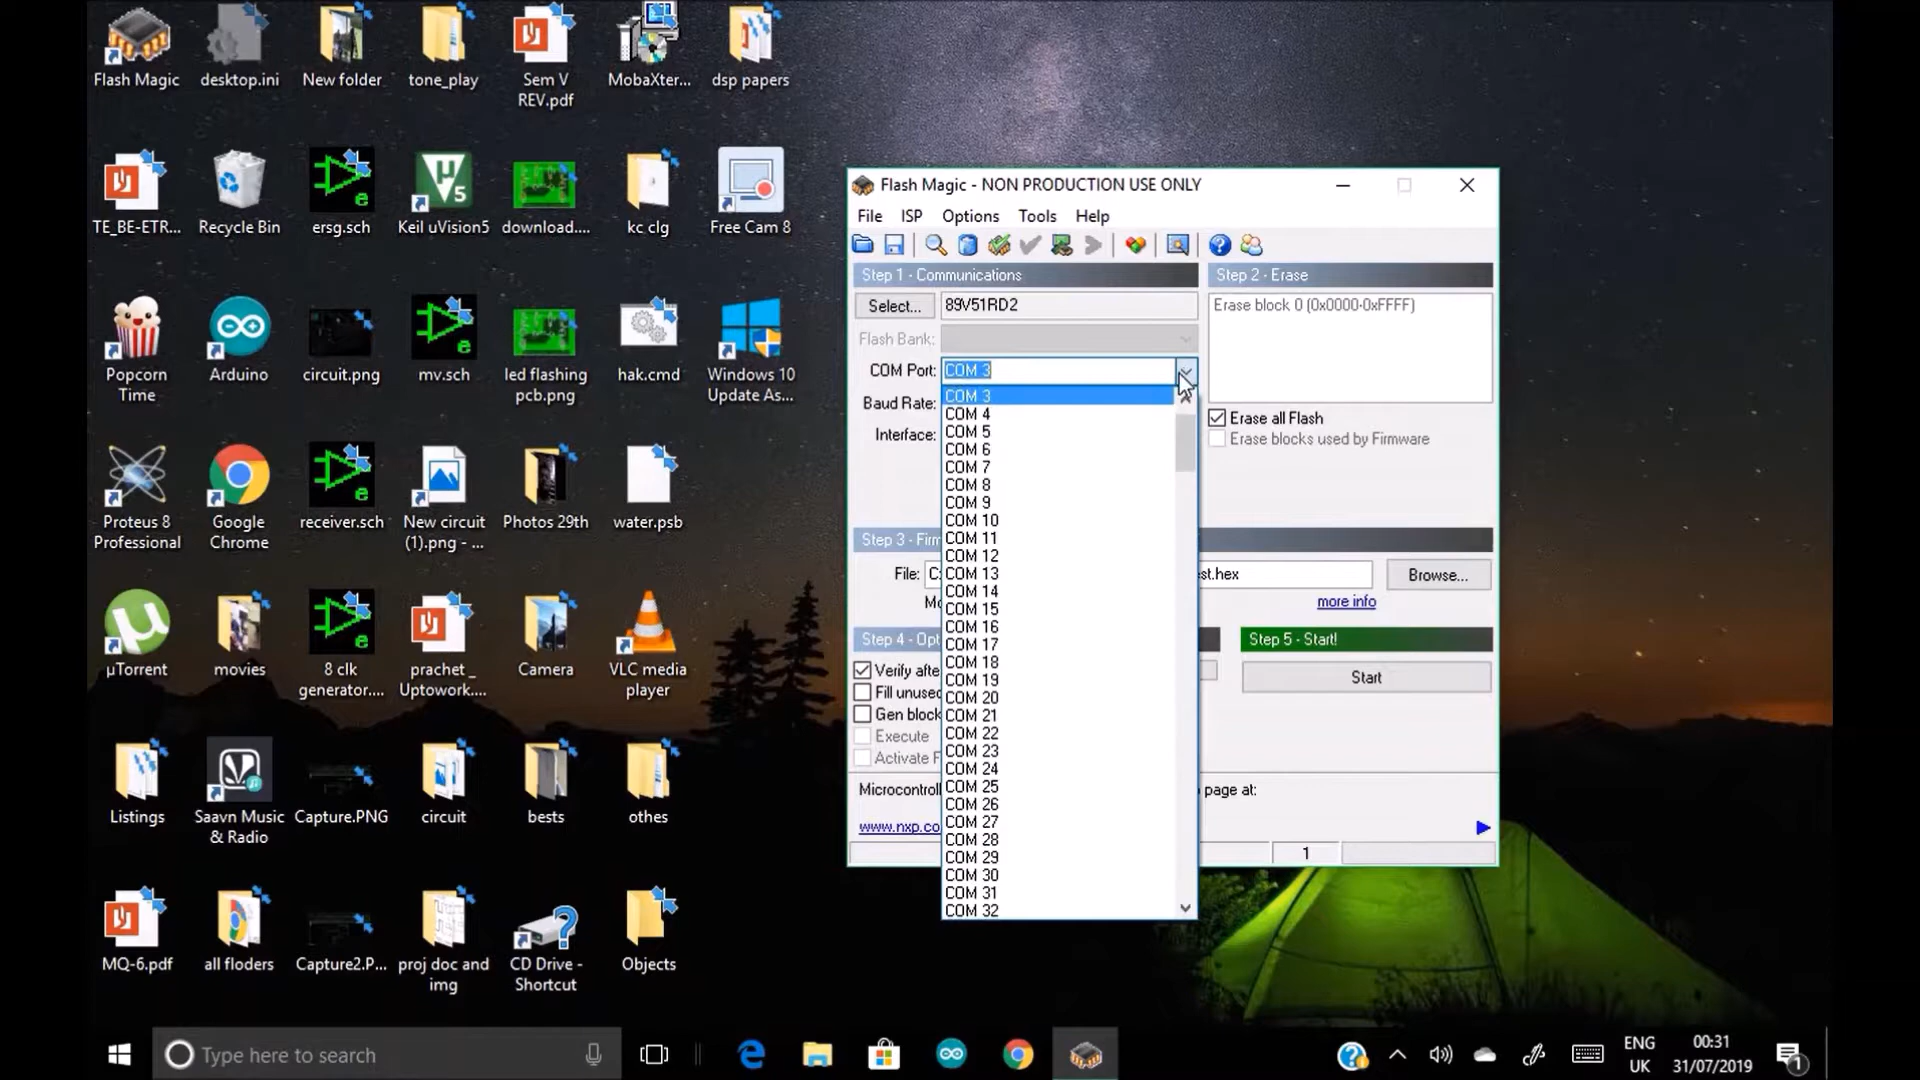 Flash Magic
desktop.ini
New folder
tone_play
Sem V
REV.pdf
MobaXter...
dsp papers
TE_BE-ETR...
Recycle Bin
ersg.sch
Keil uVision5
download....
kc clg
Free Cam 8
Popcorn
Time
Arduino
circuit.png
mv.sch
led flashing
pcb.png
hak.cmd
Windows 10
Update As...
Proteus 8
Professional
Google
Chrome
receiver.sch
New circuit
(1).png - ...
Photos 29th
water.psb
µTorrent
movies
8 clk
generator....
prachet _
Uptowork....
Camera
VLC media
player
Listings
Saavn Music
& Radio
Capture.PNG
circuit
bests
othes
MQ-6.pdf
all floders
Capture2.P...
proj doc and
img
CD Drive -
Shortcut
Objects
Flash Magic - NON PRODUCTION USE ONLY
File ISP Options Tools Help
Step 1 - Communications
Select... 89V51RD2
Flash Bank:
COM Port: COM 3
Baud Rate:
Interface:
COM 3
COM 4
COM 5
COM 6
COM 7
COM 8
COM 9
COM 10
COM 11
COM 12
COM 13
COM 14
COM 15
COM 16
COM 17
COM 18
COM 19
COM 20
COM 21
COM 22
COM 23
COM 24
COM 25
COM 26
COM 27
COM 28
COM 29
COM 30
COM 31
COM 32
Step 2 - Erase
Erase block 0 (0x0000-0xFFFF)
Erase all Flash
Erase blocks used by Firmware
Step 3 - Firm
File: C: st.hex Browse...
Mo
more info
Step 4 - Opt
Verify afte
Fill unused
Gen block
Execute
Activate F
Step 5 - Start!
Start
Microcontroll page at:
www.nxp.co
1
Type here to search
ENG
UK
00:31
31/07/2019
1